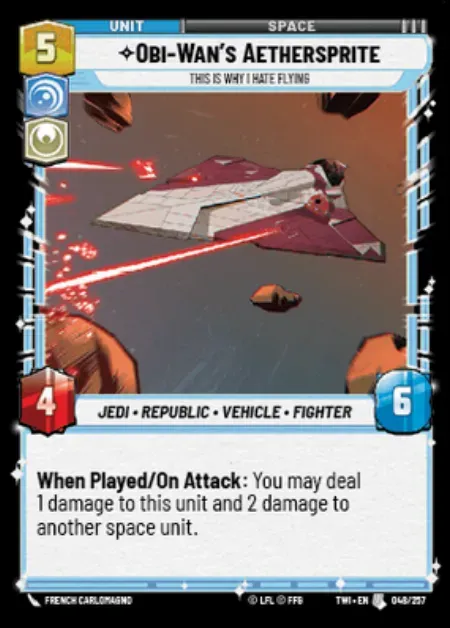 UNIT
SPACE
5
OBI-WAN'S AETHERSPRITE
THIS IS WHY I HATE FLYING
4
6
JEDI • REPUBLIC • VEHICLE • FIGHTER
When Played/On Attack: You may deal
1 damage to this unit and 2 damage to
another space unit.
FRENCH CARLOMAGNO
© LFL © FFG
TWI • EN
048/257